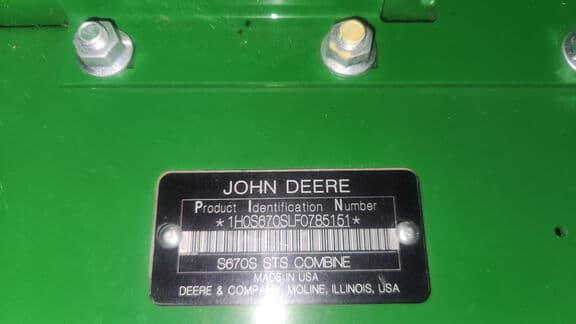 JOHN DEERE
Product Identification Number
*1H0S670SLF0785151*
S670S STS COMBINE
MADE IN USA
DEERE & COMPANY, MOLINE, ILLINOIS, USA